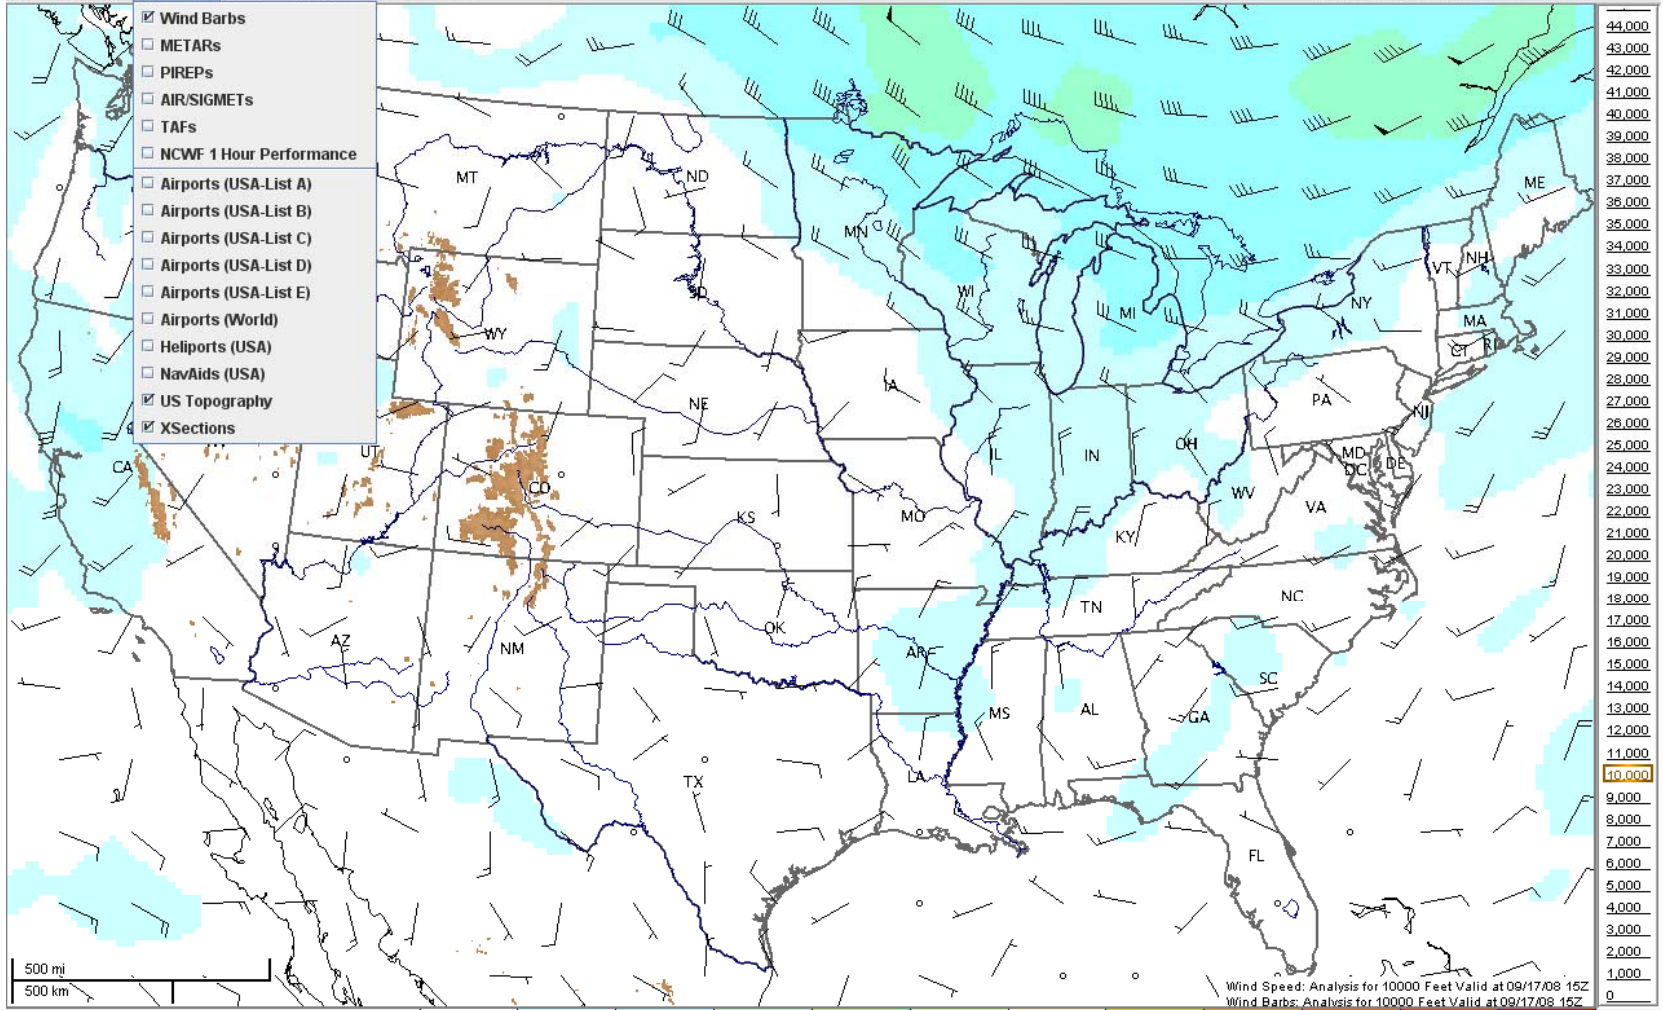 Wind Barbs
METARs
PIREPs
AIR/SIGMETs
TAFs
NCWF 1 Hour Performance
Airports (USA-List A)
Airports (USA-List B)
Airports (USA-List C)
Airports (USA-List D)
Airports (USA-List E)
Airports (World)
Heliports (USA)
NavAids (USA)
US Topography
XSections
MT
ND
ME
MN
VT
NH
SD
WI
MI
NY
WY
MA
CT
RI
IA
NE
PA
NJ
UT
CA
IL
IN
OH
MD
DC
DE
CO
WV
VA
KS
MO
KY
NC
TN
OK
AZ
NM
AR
SC
MS
AL
GA
TX
LA
FL
44,000
43,000
42,000
41,000
40,000
39,000
38,000
37,000
36,000
35,000
34,000
33,000
32,000
31,000
30,000
29,000
28,000
27,000
26,000
25,000
24,000
23,000
22,000
21,000
20,000
19,000
18,000
17,000
16,000
15,000
14,000
13,000
12,000
11,000
10,000
9,000
8,000
7,000
6,000
5,000
4,000
3,000
2,000
1,000
0
500 mi
500 km
Wind Speed: Analysis for 10000 Feet Valid at 09/17/08 15Z
Wind Barbs: Analysis for 10000 Feet Valid at 09/17/08 15Z